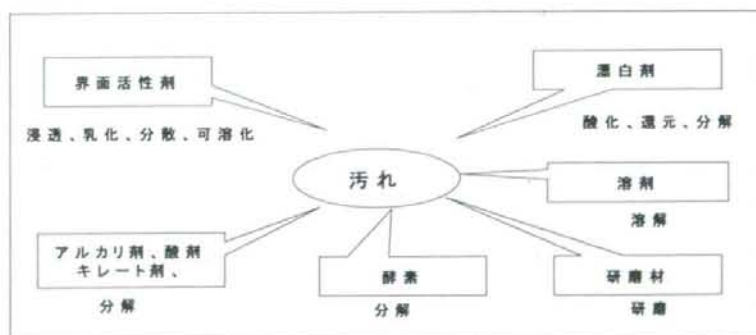 界面活性剤
浸透、乳化、分散、可溶化
漂白剤
酸化、還元、分解
汚れ
溶剤
溶解
アルカリ剤、酸剤
キレート剤、
分解
酵素
分解
研磨材
研磨